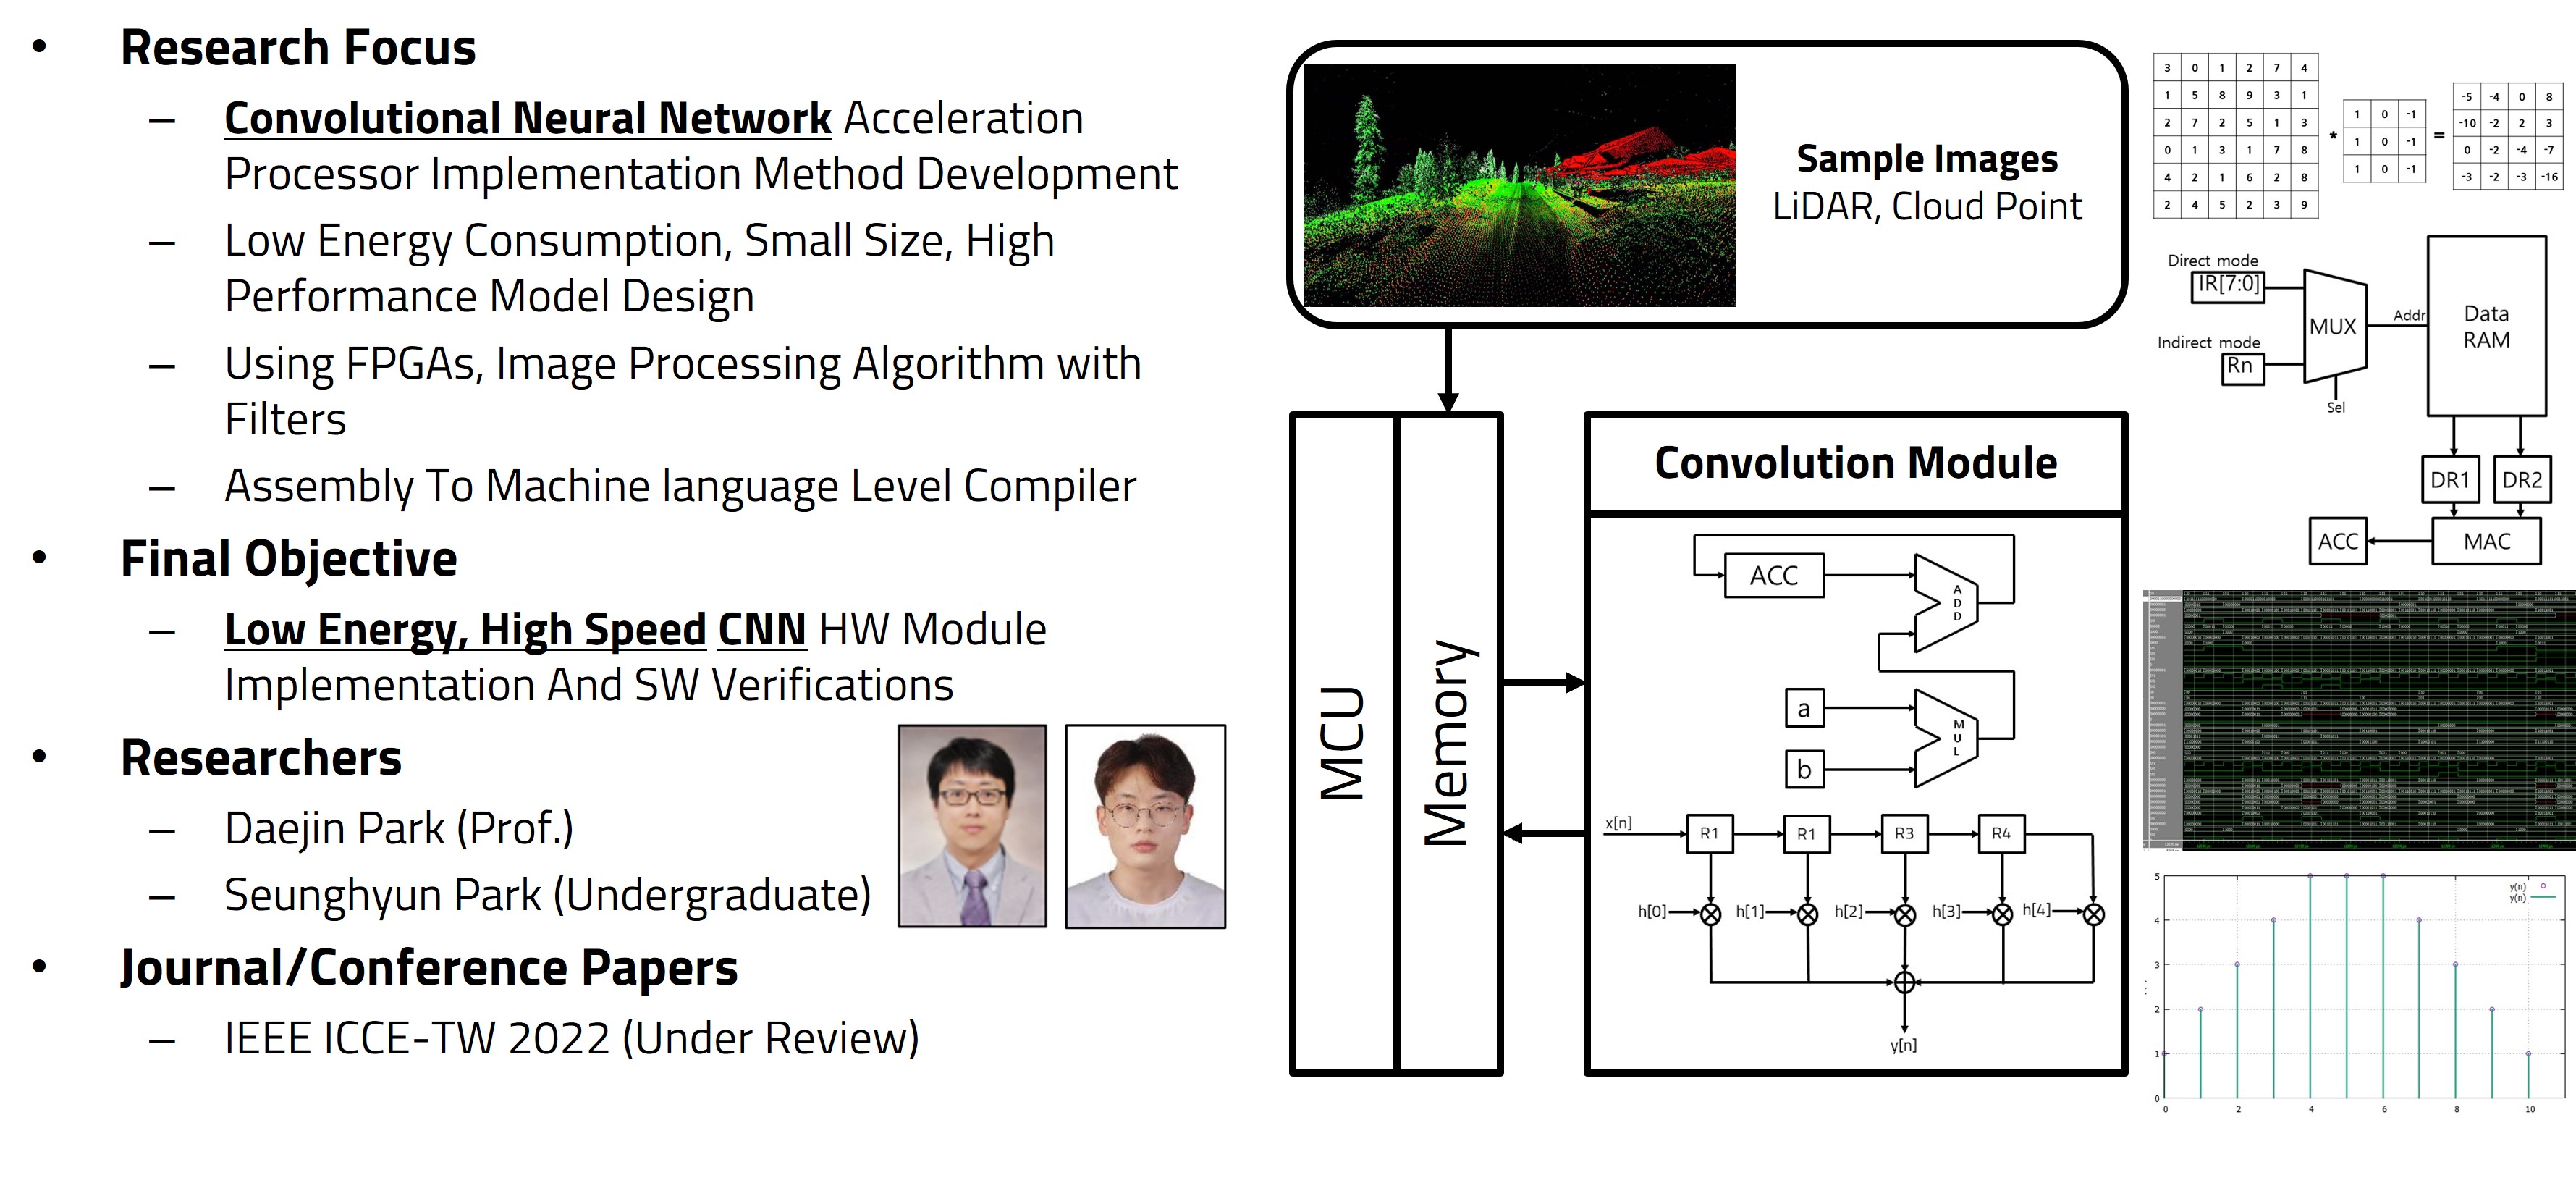 • Research Focus
– Convolutional Neural Network Acceleration
Processor Implementation Method Development
– Low Energy Consumption, Small Size, High
Performance Model Design
– Using FPGAs, Image Processing Algorithm with
Filters
– Assembly To Machine language Level Compiler
• Final Objective
– Low Energy, High Speed CNN HW Module
Implementation And SW Verifications
• Researchers
– Daejin Park (Prof.)
– Seunghyun Park (Undergraduate)
• Journal/Conference Papers
– IEEE ICCE-TW 2022 (Under Review)
Sample Images
LiDAR, Cloud Point
MCU
Memory
Convolution Module
ACC
ADD
a
b
MUL
x[n]
R1
R1
R3
R4
h[0]
h[1]
h[2]
h[3]
h[4]
y[n]
3 0 1 2 7 4
1 5 8 9 3 1
2 7 2 5 1 3
0 1 3 1 7 8
4 2 1 6 2 8
2 4 5 2 3 9
*
1 0 -1
1 0 -1
1 0 -1
=
-5 -4 0 8
-10 -2 2 3
0 -2 -4 -7
-3 -2 -3 -16
Direct mode
IR[7:0]
Indirect mode
Rn
MUX
Sel
Addr
Data
RAM
DR1
DR2
ACC
MAC
y(n)
y(n)
5
4
3
2
1
0
0 2 4 6 8 10